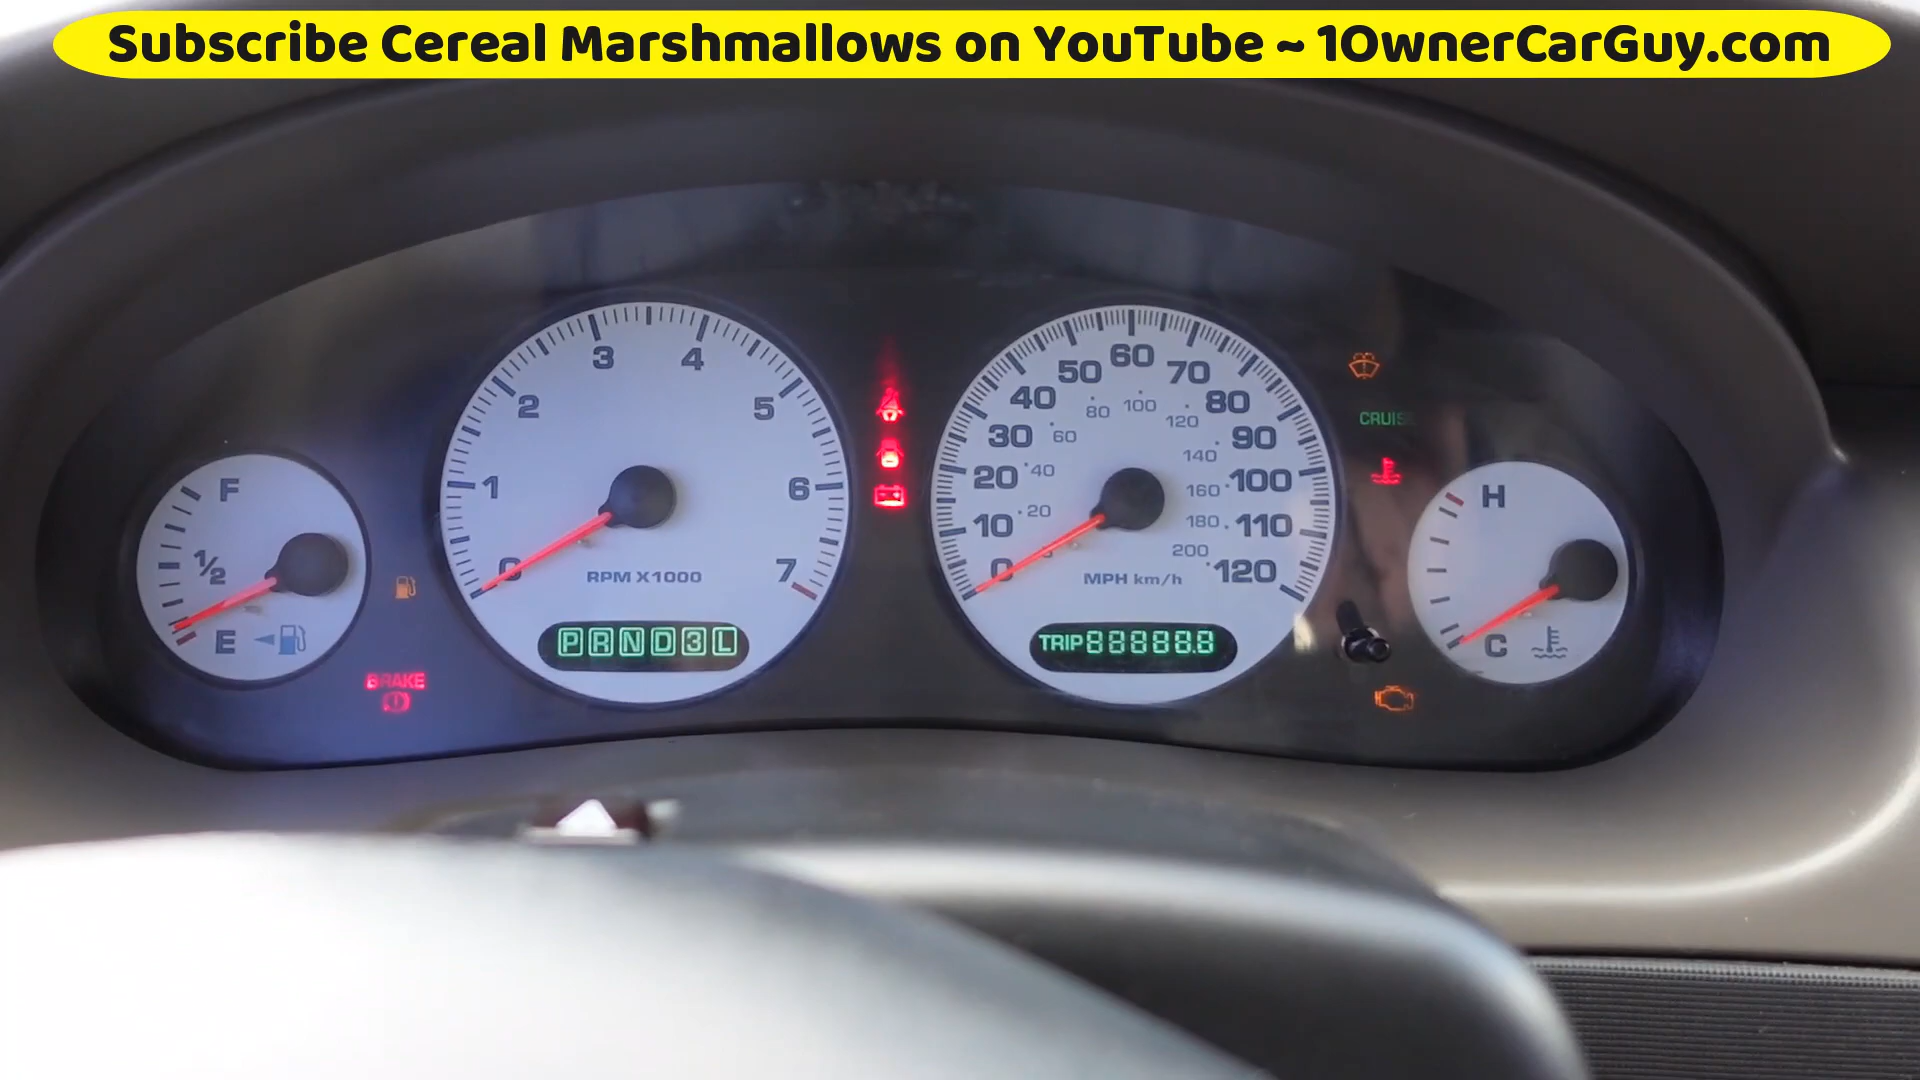 Subscribe Cereal Marshmallows on YouTube ~ 1OwnerCarGuy.com
F
1/2
E
BRAKE
0
1
2
3
4
5
6
7
RPM X1000
PRND3L
0
10
20
30
40
50
60
70
80
90
100
110
120
20
40
60
80
100
120
140
160
180
200
MPH km/h
TRIP 888888.8
CRUISE
H
C